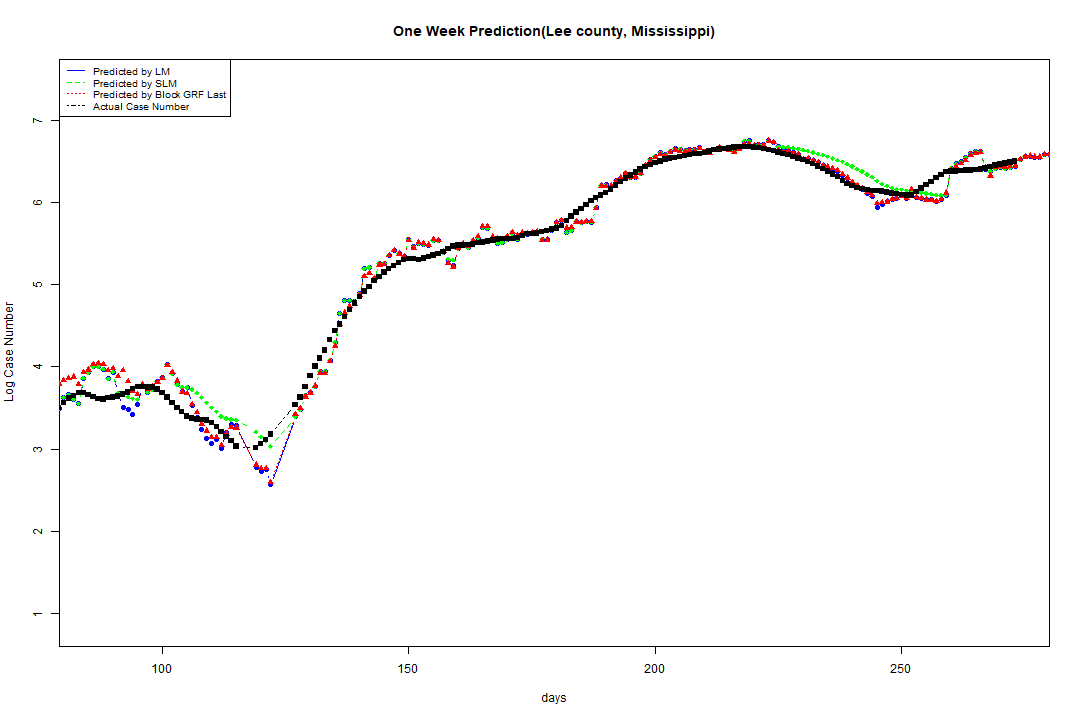 One Week Prediction(Lee county, Mississippi)
Predicted by LM
Predicted by SLM
Predicted by Block GRF Last
Actual Case Number
7
6
5
4
3
2
1
Log Case Number
100 150 200 250
days